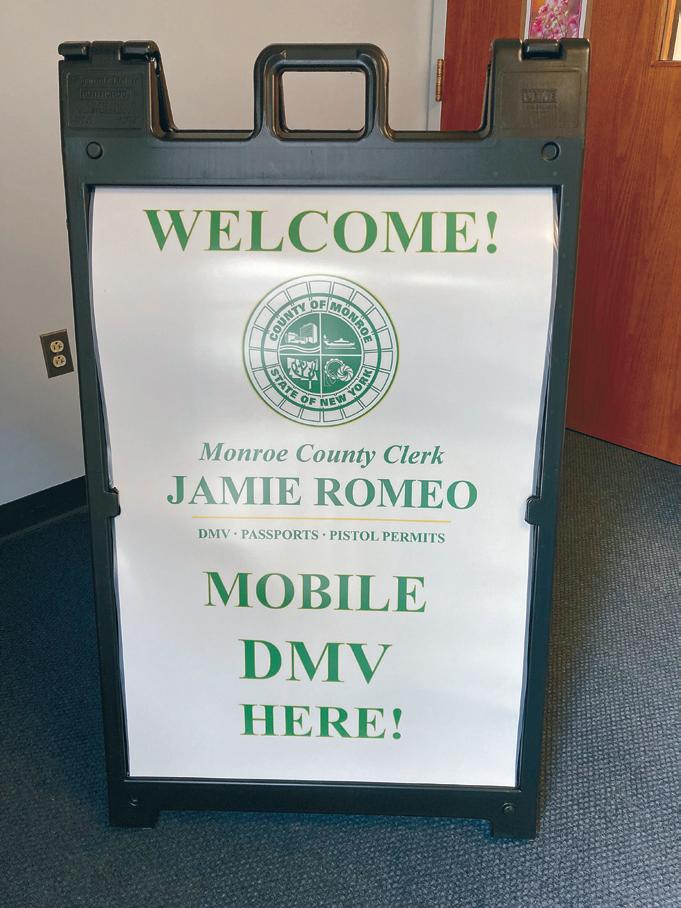 WELCOME!
COUNTY OF MONROE
STATE OF NEW YORK
Monroe County Clerk
JAMIE ROMEO
DMV · PASSPORTS · PISTOL PERMITS
MOBILE
DMV
HERE!